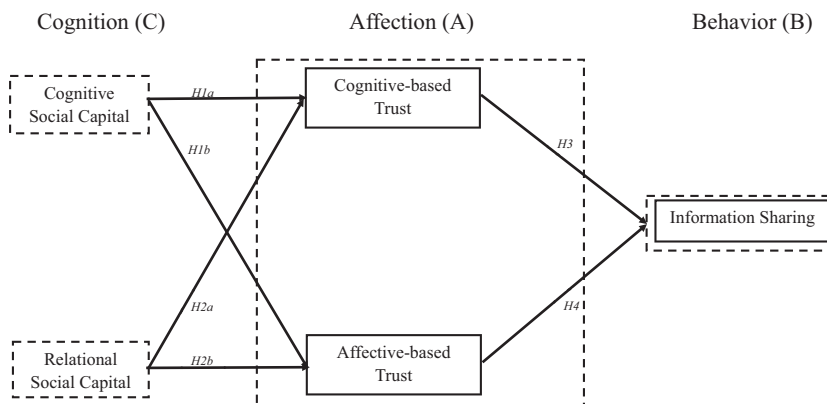 Cognition (C)
Affection (A)
Behavior (B)
Cognitive
Social Capital
H1a
Cognitive-based
Trust
H1b
H3
Information Sharing
H2a
H4
Relational
Social Capital
H2b
Affective-based
Trust